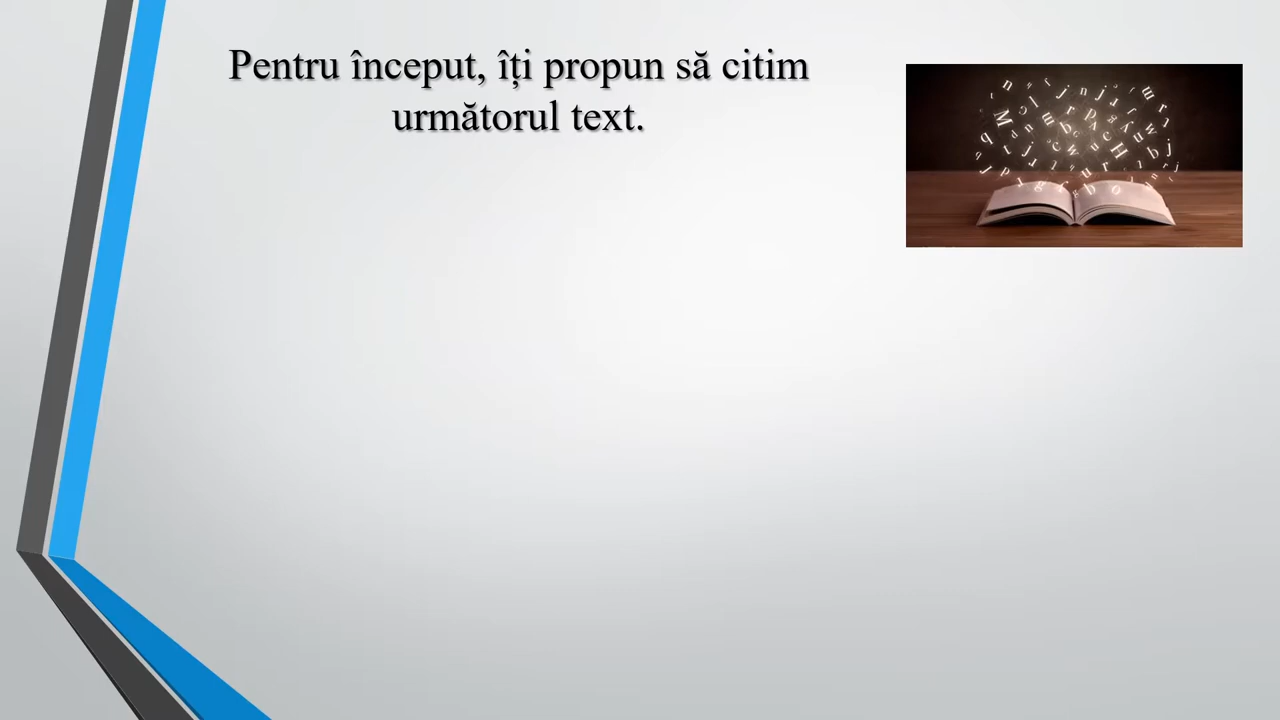 Pentru început, îți propun să citim
următorul text.